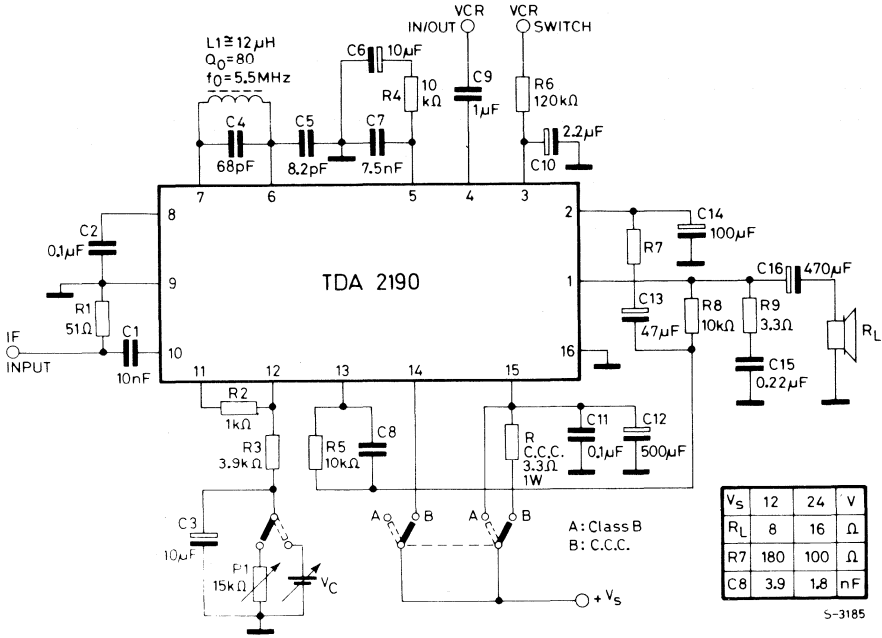 VCR IN/OUT
VCR SWITCH
L1≅12µH
Q0=80
f0=5.5MHz
C6
10µF
R4
10 kΩ
C9
1µF
R6
120kΩ
C4
68pF
C5
8.2pF
C7
7.5nF
2.2µF
C10
7
6
5
4
3
8
C2
0.1µF
9
R1
51Ω
IF INPUT
C1
10nF
10
TDA 2190
2
C14
100µF
R7
1
C16
470µF
C13
47µF
R8
10kΩ
R9
3.3Ω
RL
16
C15
0.22µF
11
12
13
14
15
R2
1kΩ
R3
3.9kΩ
R5
10kΩ
C8
R
C.C.C.
3.3Ω
1W
C11
0.1µF
C12
500µF
C3
10µF
P1
15kΩ
VC
A
B
A
B
A: Class B
B: C.C.C.
+Vs
Vs 12 24 V
RL 8 16 Ω
R7 180 100 Ω
C8 3.9 1.8 nF
S-3185